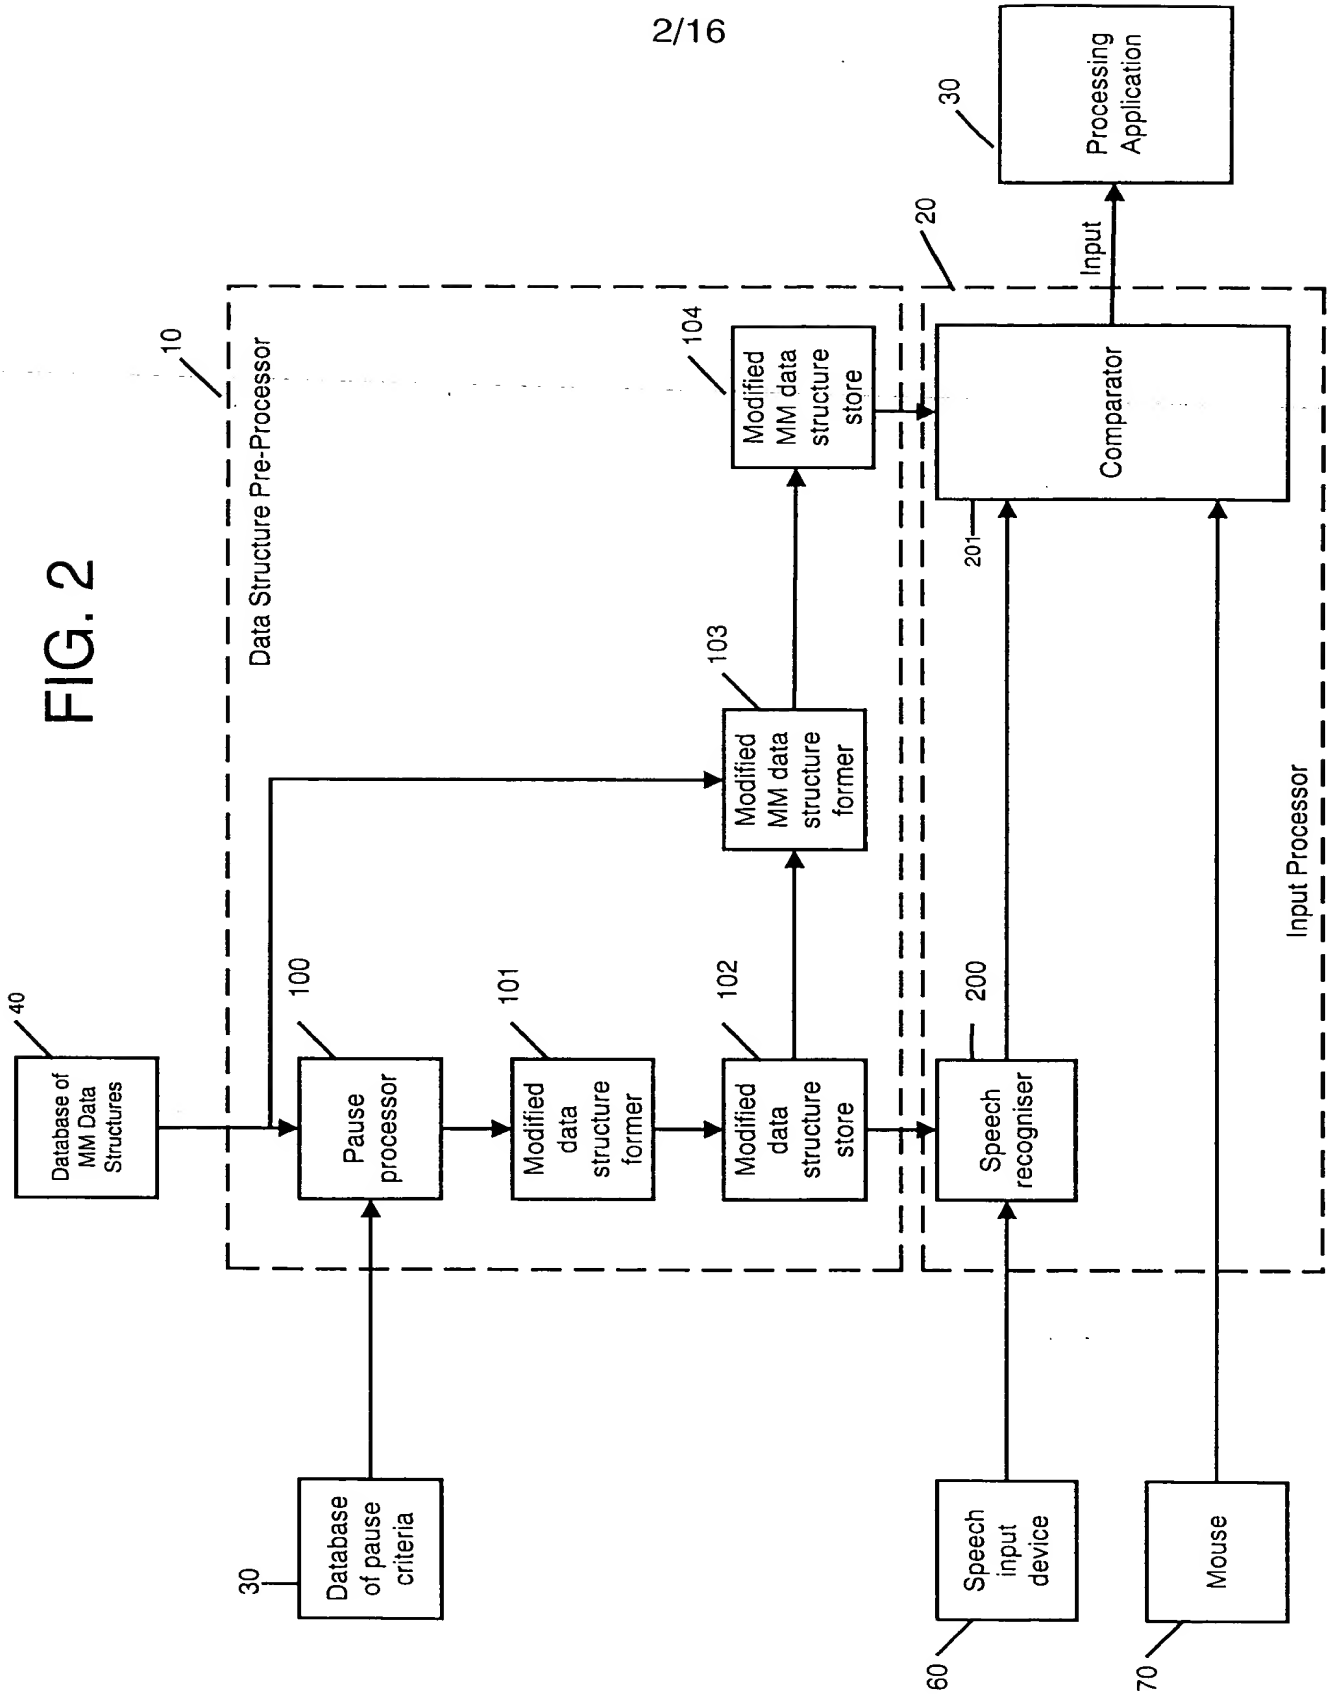 2/16
FIG. 2
40
Database of
MM Data
Structures
10
Data Structure Pre-Processor
30
Database
of pause
criteria
100
Pause
processor
101
Modified
data
structure
former
102
Modified
data
structure
store
103
Modified
MM data
structure
former
104
Modified
MM data
structure
store
60
Speech
input
device
70
Mouse
200
Speech
recogniser
201
Comparator
20
Input Processor
Input
30
Processing
Application